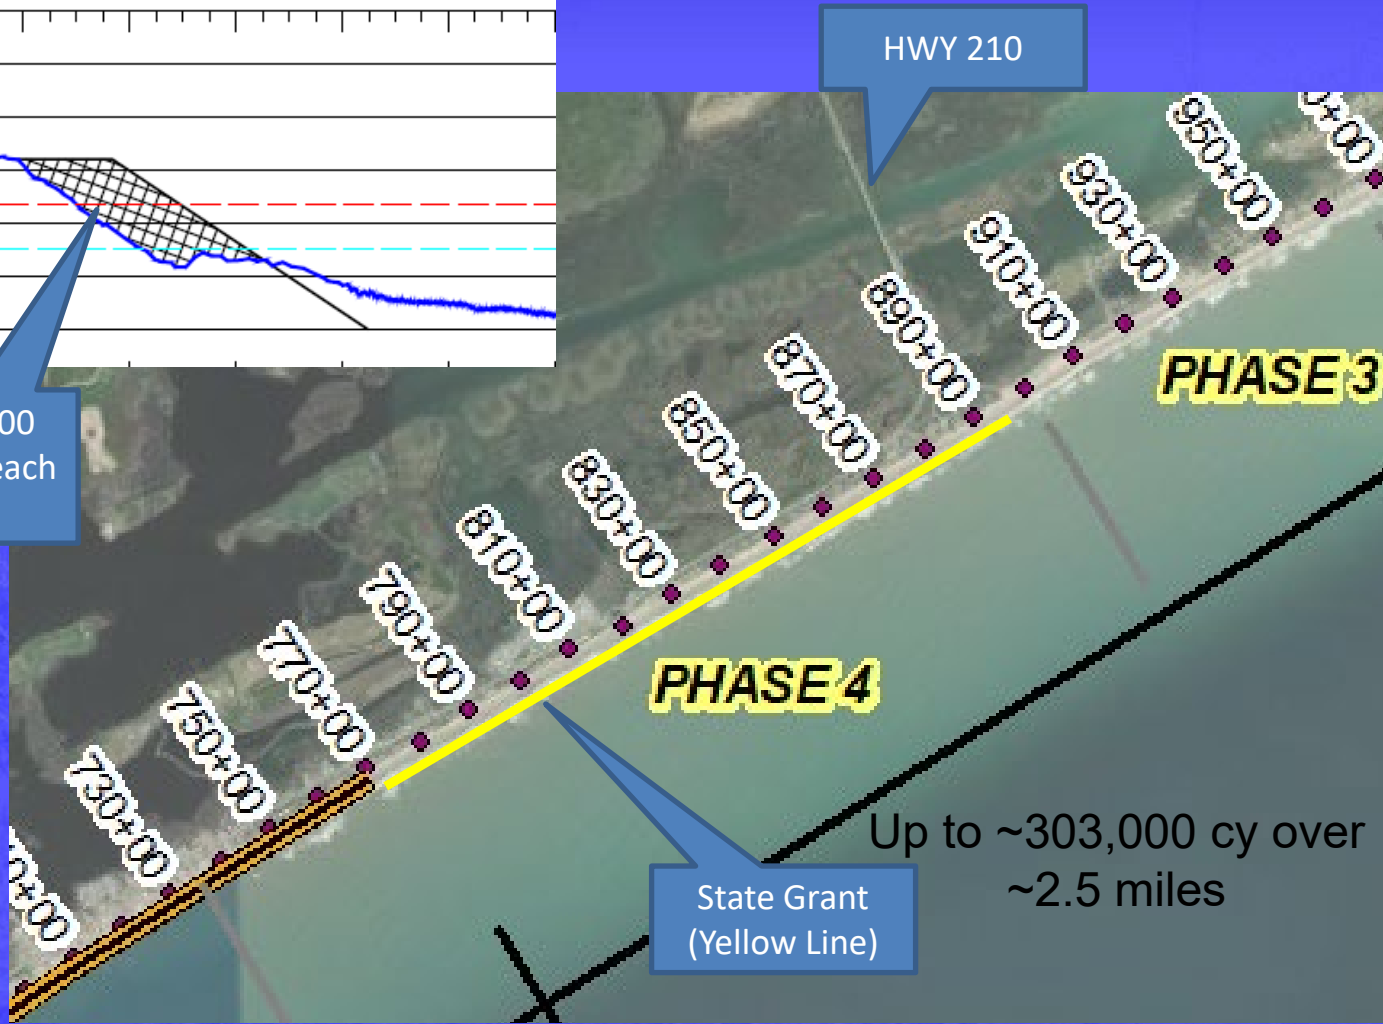 HWY 210
00
each
950+00
930+00
910+00
890+00
870+00
850+00
830+00
810+00
790+00
770+00
750+00
730+00
PHASE 3
PHASE 4
Up to ~303,000 cy over
~2.5 miles
State Grant
(Yellow Line)